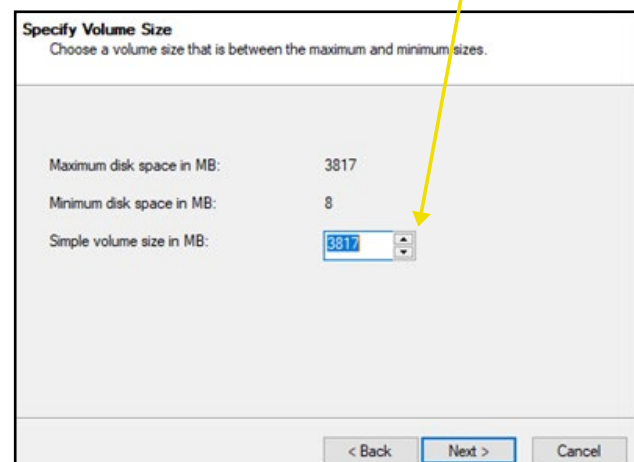 Specify Volume Size
Choose a volume size that is between the maximum and minimum sizes.
Maximum disk space in MB: 3817
Minimum disk space in MB: 8
Simple volume size in MB: 3817
< Back Next > Cancel